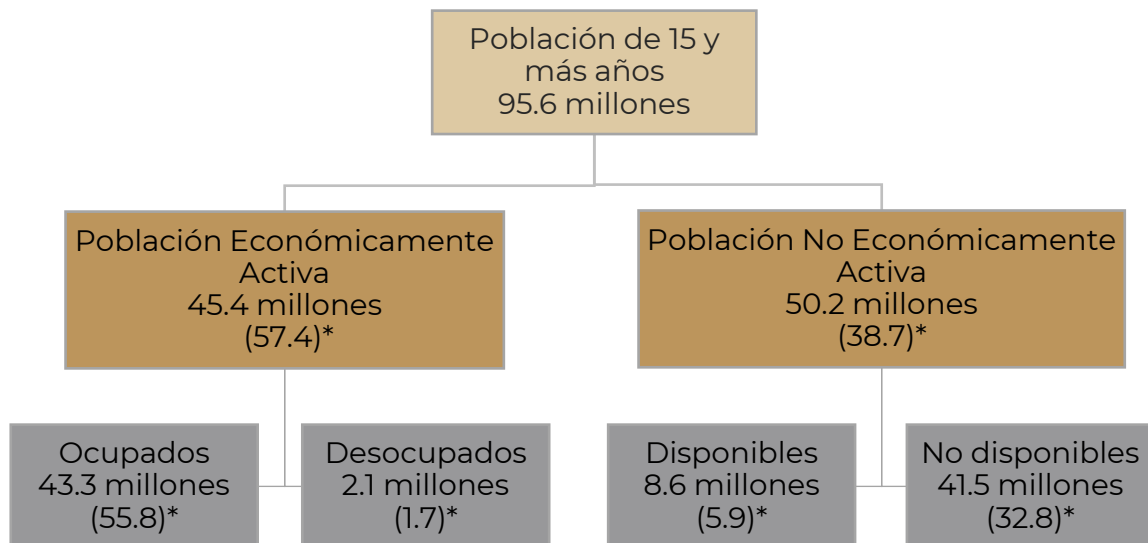 Población de 15 y
más años
95.6 millones
Población Económicamente
Activa
45.4 millones
(57.4)*
Población No Económicamente
Activa
50.2 millones
(38.7)*
Ocupados
43.3 millones
(55.8)*
Desocupados
2.1 millones
(1.7)*
Disponibles
8.6 millones
(5.9)*
No disponibles
41.5 millones
(32.8)*